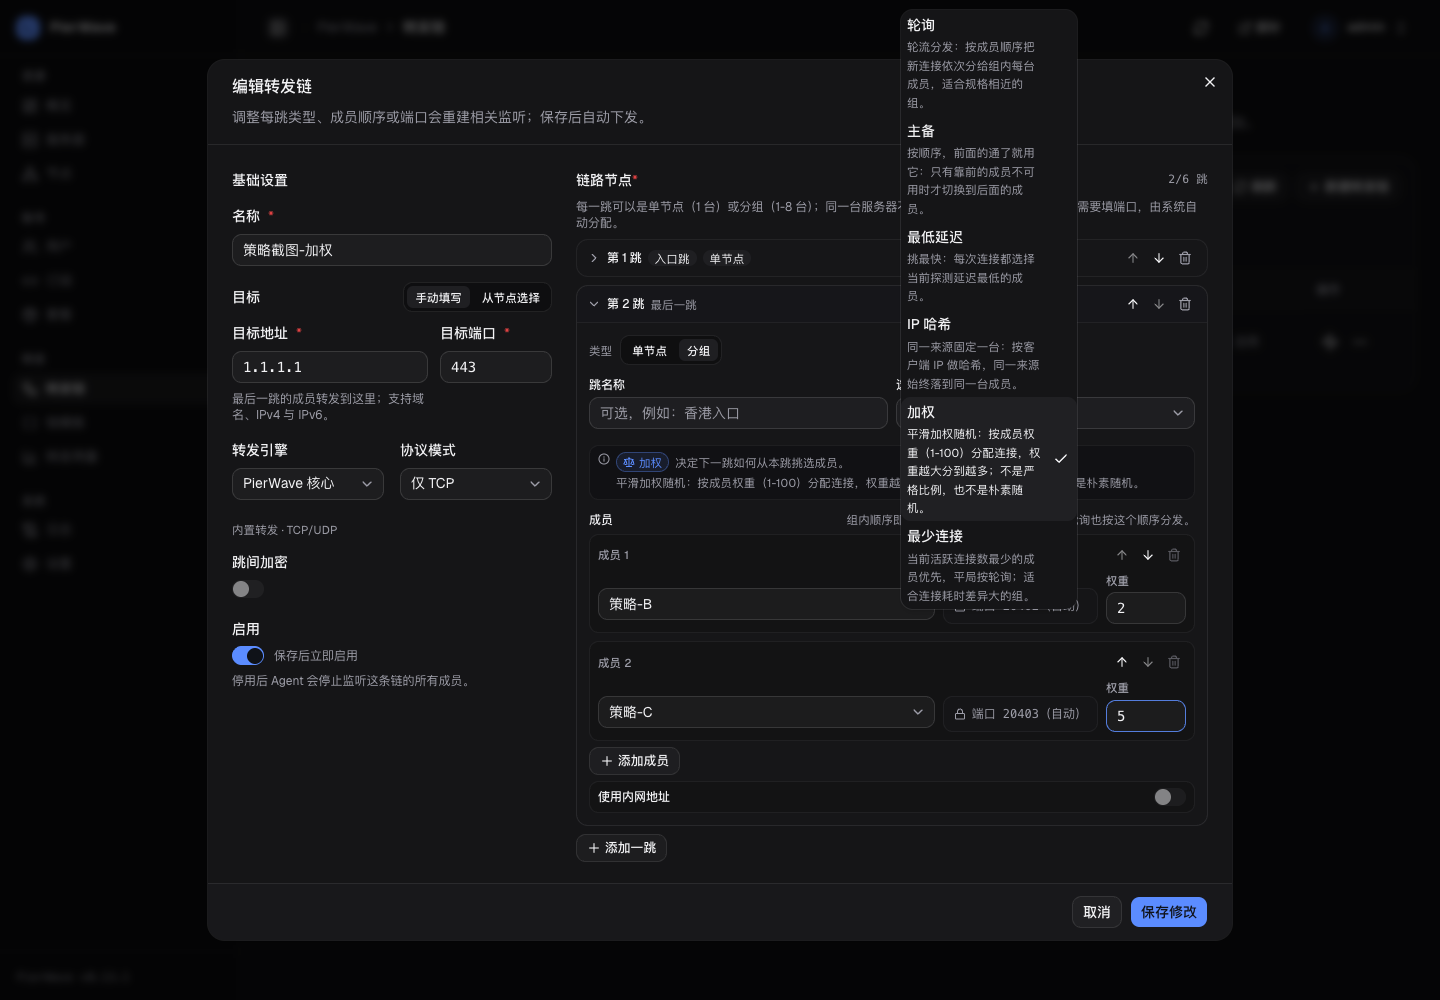 编辑转发链
调整每跳类型、成员顺序或端口会重建相关监听；保存后自动下发。
基础设置
名称 *
策略截图-加权
目标
手动填写
从节点选择
目标地址 *
目标端口 *
1.1.1.1
443
最后一跳的成员转发到这里；支持域
名、IPv4 与 IPv6。
转发引擎
协议模式
PierWave 核心
仅 TCP
内置转发 · TCP/UDP
跳间加密
启用
保存后立即启用
停用后 Agent 会停止监听这条链的所有成员。
链路节点*
2/6 跳
每一跳可以是单节点（1 台）或分组（1-8 台）；同一台服务器
需要填端口，由系统自
动分配。
第 1 跳
入口跳
单节点
第 2 跳
最后一跳
类型
单节点
分组
跳名称
可选，例如：香港入口
加权
决定下一跳如何从本跳挑选成员。
平滑加权随机：按成员权重（1-100）分配连接，权重越
是朴素随机。
成员
组内顺序即
询也按这个顺序分发。
成员 1
策略-B
权重
2
成员 2
策略-C
端口 20403 (自动)
权重
5
添加成员
使用内网地址
添加一跳
轮询
轮流分发：按成员顺序把
新连接依次分给组内每台
成员，适合规格相近的
组。
主备
按顺序，前面的通了就用
它：只有靠前的成员不可
用时才切换到后面的成
员。
最低延迟
挑最快：每次连接都选择
当前探测延迟最低的成
员。
IP 哈希
同一来源固定一台：按客
户端 IP 做哈希，同一来源
始终落到同一台成员。
加权
平滑加权随机：按成员权
重（1-100）分配连接，权
重越大分到越多；不是严
格比例，也不是朴素随
机。
最少连接
当前活跃连接数最少的成
员优先，平局按轮询；适
合连接耗时差异大的组。
取消
保存修改